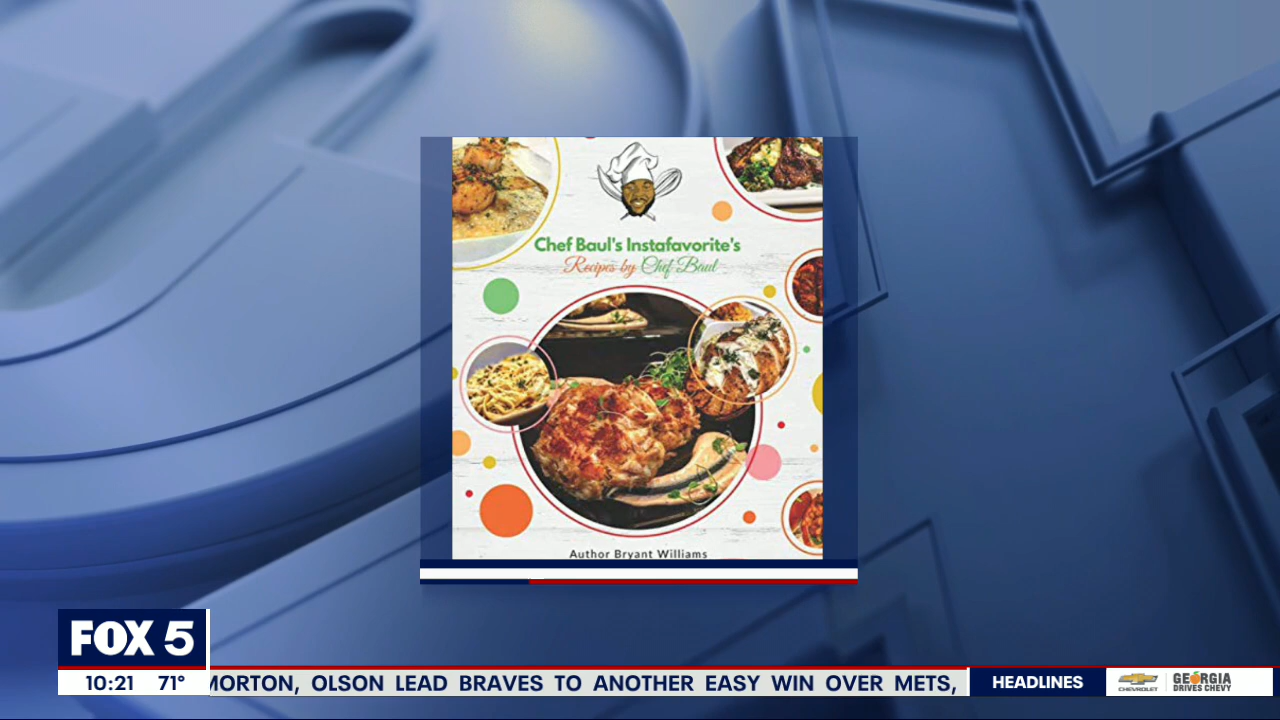 Chef Baul's Instafavorite's
Recipes by Chef Baul
Author Bryant Williams
FOX 5
10:21 71° MORTON, OLSON LEAD BRAVES TO ANOTHER EASY WIN OVER METS, HEADLINES
CHEVROLET
GEORGIA
DRIVES CHEVY